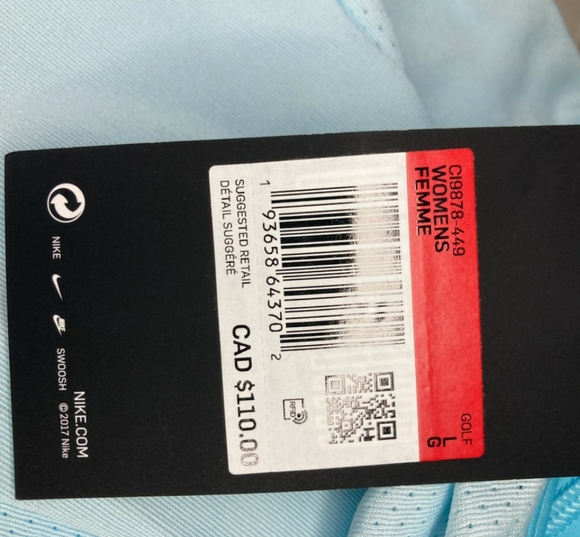 CI9878-449
WOMENS
FEMME
GOLF
L
G
1 93658 64370 2
SUGGESTED RETAIL
DÉTAIL SUGGÉRÉ
CAD $110.00
RFID
NIKE
SWOOSH
NIKE.COM
© 2017 Nike